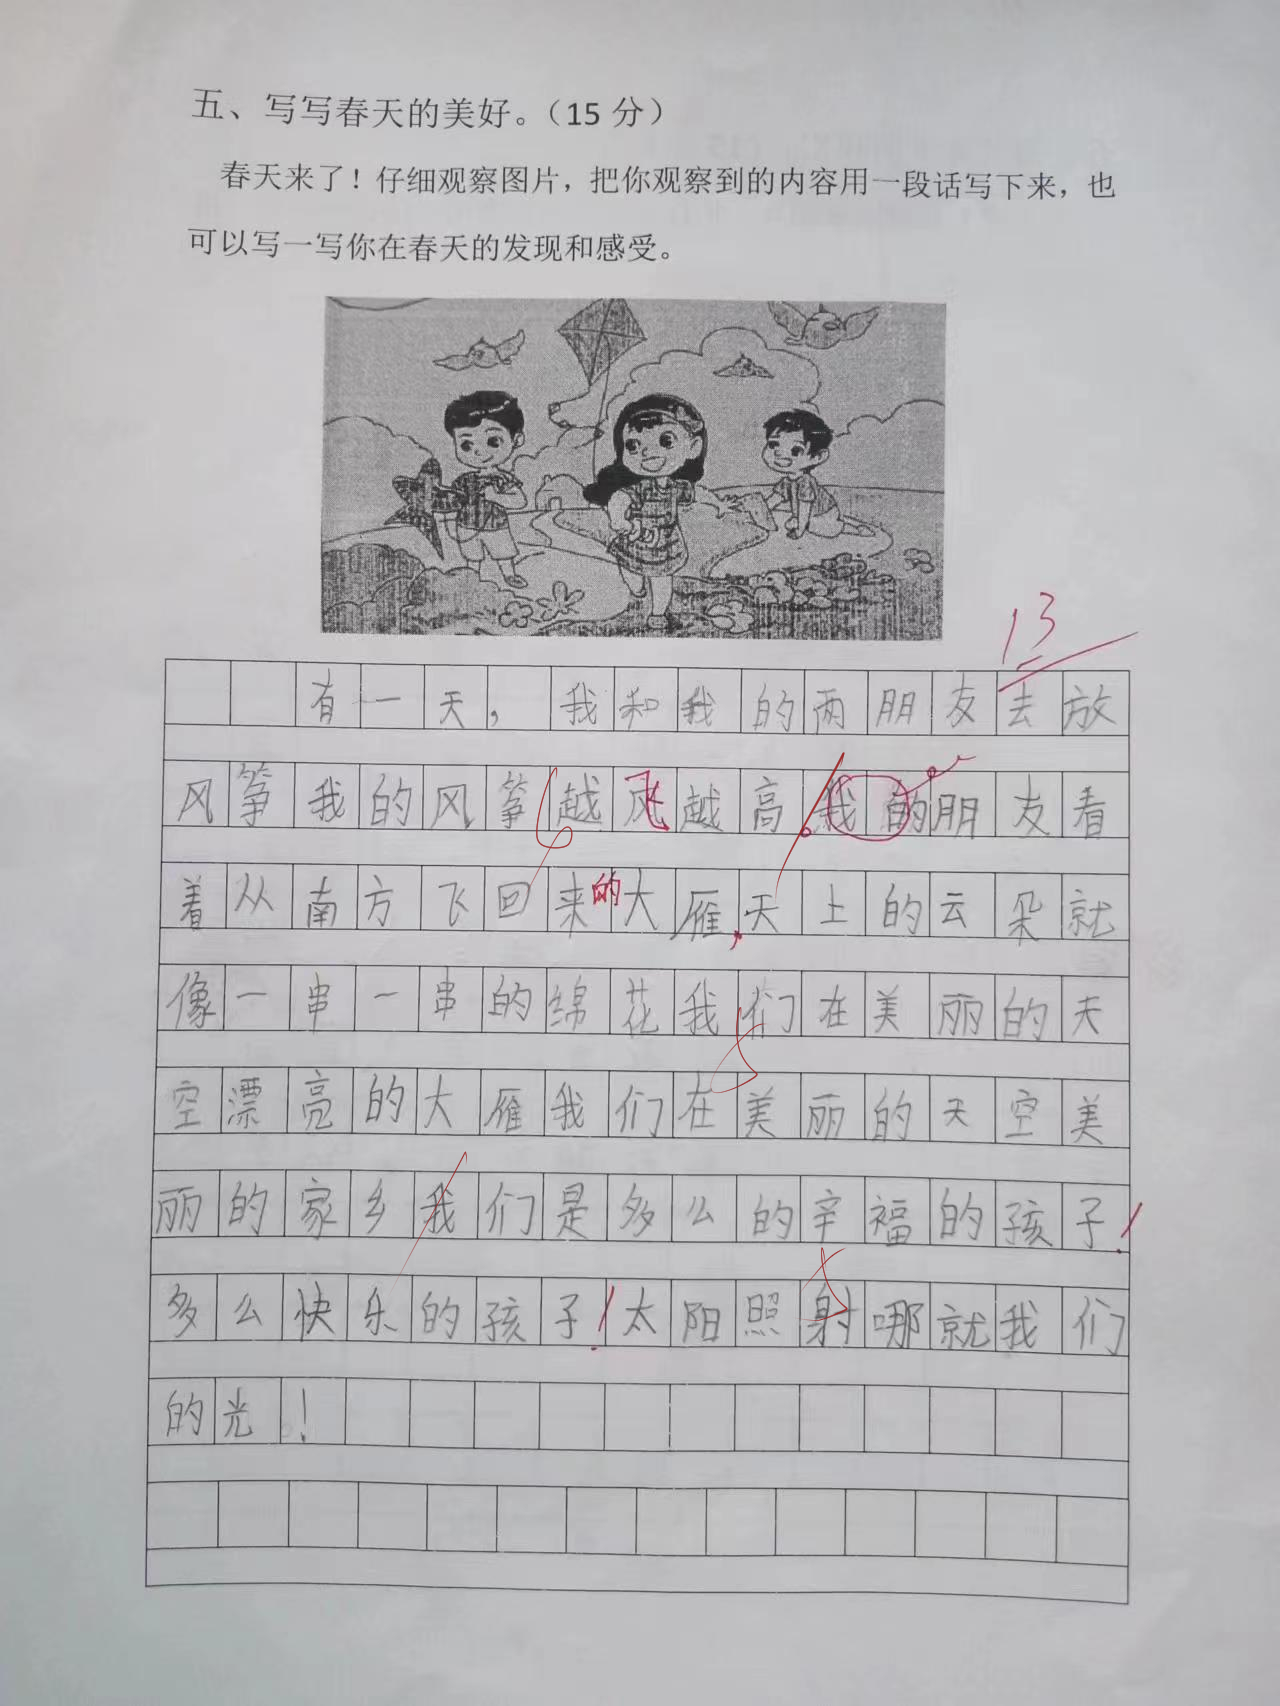 五、写写春天的美好。（15 分）
春天来了！仔细观察图片，把你观察到的内容用一段话写下来，也
可以写一写你在春天的发现和感受。
13
有一天，我和我的两朋友去放
风筝我的风筝越飞越高。我的朋友看
着从南方飞回来的大雁，天上的云朵就
像一串一串的绵花我们在美丽的天
空漂亮的大雁我们在美丽的天空美
丽的家乡我们是多么的辛福的孩子！
多么快乐的孩子！太阳照射哪就我们
的光！